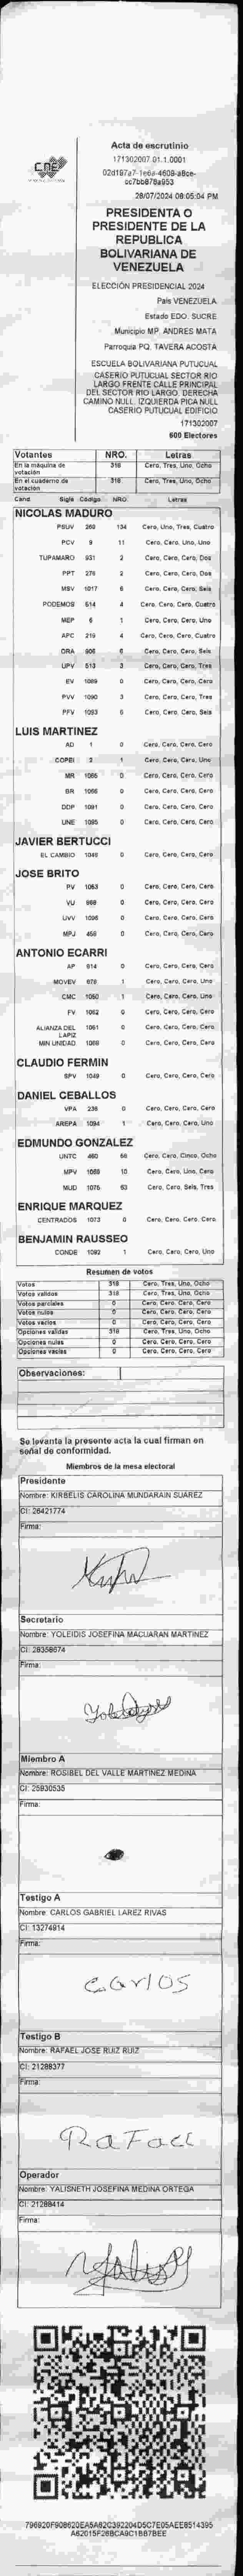 CNE
Acta de escrutinio
171302007.01.1.0001
28/07/2024 08:05:04 PM
PRESIDENTA O
PRESIDENTE DE LA
REPUBLICA
BOLIVARIANA DE
VENEZUELA
ELECCIÓN PRESIDENCIAL 2024
País VENEZUELA
Estado EDO. SUCRE
Municipio MP. ANDRES MATA
Parroquia PQ. TAVERA ACOSTA
ESCUELA BOLIVARIANA PUTUCUAL
CASERIO PUTUCUAL SECTOR RIO
LARGO FRENTE CALLE PRINCIPAL
DEL SECTOR RIO LARGO. DERECHA
CAMINO NULL. IZQUIERDA PICA NULL
CASERIO PUTUCUAL EDIFICIO
171302007
600 Electores
Votantes NRO. Letras
En la máquina de votación 318 Cero, Tres, Uno, Ocho
En el cuaderno de votación 318 Cero, Tres, Uno, Ocho
Cand Sigla Código NRO. Letras
NICOLAS MADURO
PSUV 260 134 Cero, Uno, Tres, Cuatro
PCV 9 11 Cero, Cero, Uno, Uno
TUPAMARO 931 2 Cero, Cero, Cero, Dos
PPT 276 2 Cero, Cero, Cero, Dos
MSV 1017 6 Cero, Cero, Cero, Seis
PODEMOS 514 4 Cero, Cero, Cero, Cuatro
MEP 6 1 Cero, Cero, Cero, Uno
APC 219 4 Cero, Cero, Cero, Cuatro
ORA 906 6 Cero, Cero, Cero, Seis
UPV 513 3 Cero, Cero, Cero, Tres
EV 1089 0 Cero, Cero, Cero, Cero
PVV 1090 3 Cero, Cero, Cero, Tres
PFV 1093 6 Cero, Cero, Cero, Seis
LUIS MARTINEZ
AD 1 0 Cero, Cero, Cero, Cero
COPEI 3 1 Cero, Cero, Cero, Uno
MR 1085 0 Cero, Cero, Cero, Cero
BR 1066 0 Cero, Cero, Cero, Cero
DDP 1091 0 Cero, Cero, Cero, Cero
UNE 1095 0 Cero, Cero, Cero, Cero
JAVIER BERTUCCI
EL CAMBIO 1048 0 Cero, Cero, Cero, Cero
JOSE BRITO
PV 1063 0 Cero, Cero, Cero, Cero
VU 968 0 Cero, Cero, Cero, Cero
UVV 1096 0 Cero, Cero, Cero, Cero
MPJ 459 0 Cero, Cero, Cero, Cero
ANTONIO ECARRI
AP 814 0 Cero, Cero, Cero, Cero
MOVEV 678 1 Cero, Cero, Cero, Uno
CMC 1050 1 Cero, Cero, Cero, Uno
FV 1062 0 Cero, Cero, Cero, Cero
ALIANZA DEL LAPIZ 1061 0 Cero, Cero, Cero, Cero
MIN UNIDAD 1088 0 Cero, Cero, Cero, Cero
CLAUDIO FERMIN
SPV 1049 0 Cero, Cero, Cero, Cero
DANIEL CEBALLOS
VPA 238 0 Cero, Cero, Cero, Cero
AREPA 1094 1 Cero, Cero, Cero, Uno
EDMUNDO GONZALEZ
UNTC 460 58 Cero, Cero, Cinco, Ocho
MPV 1068 10 Cero, Cero, Uno, Cero
MUD 1075 63 Cero, Cero, Seis, Tres
ENRIQUE MARQUEZ
CENTRADOS 1073 0 Cero, Cero, Cero, Cero
BENJAMIN RAUSSEO
CONDE 1092 1 Cero, Cero, Cero, Uno
Resumen de votos
Votos 318 Cero, Tres, Uno, Ocho
Votos validos 318 Cero, Tres, Uno, Ocho
Votos parciales 0 Cero, Cero, Cero, Cero
Votos nulos 0 Cero, Cero, Cero, Cero
Votos vacios 0 Cero, Cero, Cero, Cero
Opciones validas 318 Cero, Tres, Uno, Ocho
Opciones nulas 0 Cero, Cero, Cero, Cero
Opciones vacias 0 Cero, Cero, Cero, Cero
Observaciones:
Se levanta la presente acta la cual firman en
señal de conformidad.
Miembros de la mesa electoral
Presidente
Nombre: KIRBELIS CAROLINA MUNDARAIN SUAREZ
CI: 26421774
Firma:
Secretario
Nombre: YOLEIDIS JOSEFINA MACUARAN MARTINEZ
CI: 28358674
Firma:
Miembro A
Nombre: ROSIBEL DEL VALLE MARTINEZ MEDINA
CI: 25930535
Firma:
Testigo A
Nombre: CARLOS GABRIEL LAREZ RIVAS
CI: 13274914
Firma:
Carlos
Testigo B
Nombre: RAFAEL JOSE RUIZ RUIZ
CI: 21288377
Firma:
Rafael
Operador
Nombre: YALISNETH JOSEFINA MEDINA ORTEGA
CI: 21288414
Firma: